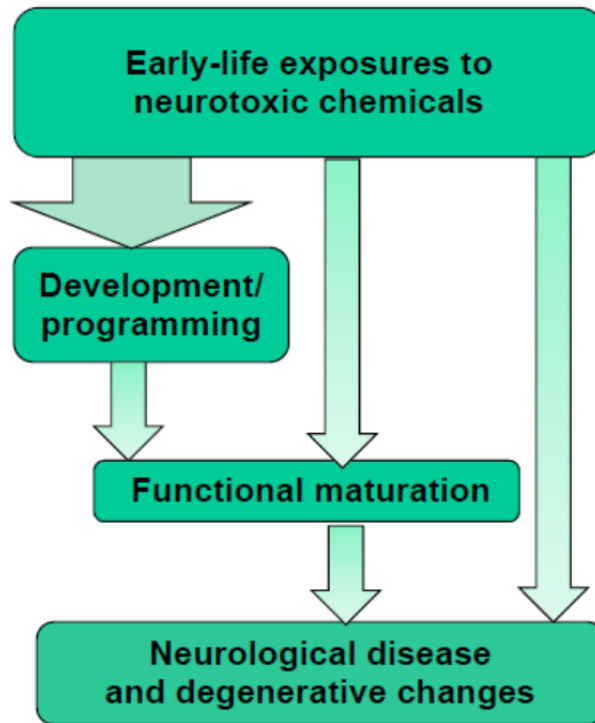 Early-life exposures to
neurotoxic chemicals
Development/
programming
Functional maturation
Neurological disease
and degenerative changes